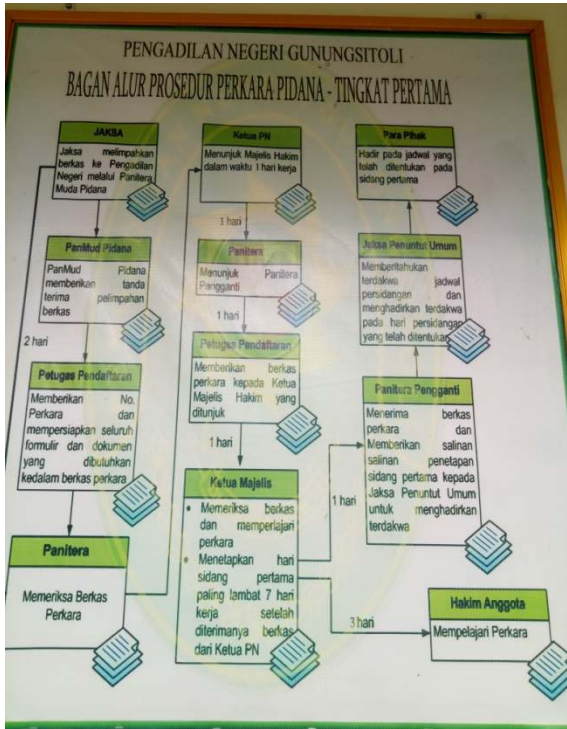 PENGADILAN NEGERI GUNUNGSITOLI
BAGAN ALUR PROSEDUR PERKARA PIDANA - TINGKAT PERTAMA
JAKSA
Jaksa melimpahkan
berkas ke Pengadilan
Negeri melalui Panitera
Muda Pidana
PanMud Pidana
PanMud Pidana
memberikan tanda
terima pelimpahan
berkas
2 hari
Petugas Pendaftaran
Memberikan No.
Perkara dan
mempersiapkan seluruh
formulir dan dokumen
yang dibutuhkan
kedalam berkas perkara
Panitera
Memeriksa Berkas
Perkara
Ketua PN
Menunjuk Majelis Hakim
dalam waktu 1 hari kerja
1 hari
Panitera
Menunjuk Panitera
Pengganti
1 hari
Petugas Pendaftaran
Memberikan berkas
perkara kepada Ketua
Majelis Hakim yang
ditunjuk
1 hari
Ketua Majelis
• Memeriksa berkas
dan memperlajari
perkara
• Menetapkan hari
sidang pertama
paling lambat 7 hari
kerja setelah
diterimanya berkas
dari Ketua PN
1 hari
3 hari
Para Pihak
Hadir pada jadwal yang
telah ditentukan pada
sidang pertama
Jaksa Penuntut Umum
Memberitahukan
terdakwa jadwal
persidangan dan
menghadirkan terdakwa
pada hari persidangan
yang telah ditentukan
Panitera Pengganti
Menerima berkas
perkara dan
Memberikan salinan
salinan penetapan
sidang pertama kepada
Jaksa Penuntut Umum
untuk menghadirkan
terdakwa
Hakim Anggota
Mempelajari Perkara